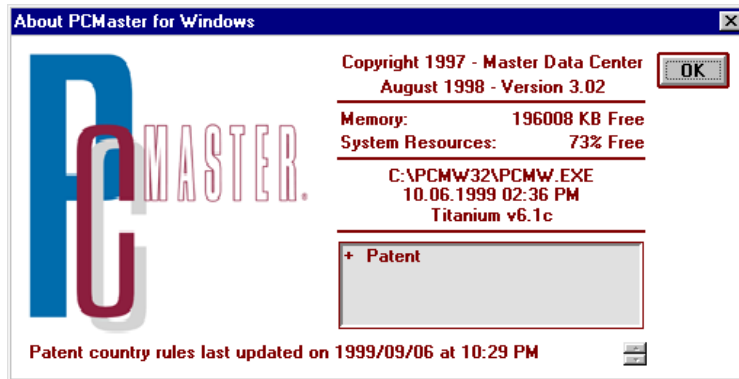 About PCMaster for Windows
PC MASTER®
Copyright 1997 - Master Data Center
August 1998 - Version 3.02
OK
Memory: 196008 KB Free
System Resources: 73% Free
C:\PCMW32\PCMW.EXE
10.06.1999 02:36 PM
Titanium v6.1c
+ Patent
Patent country rules last updated on 1999/09/06 at 10:29 PM